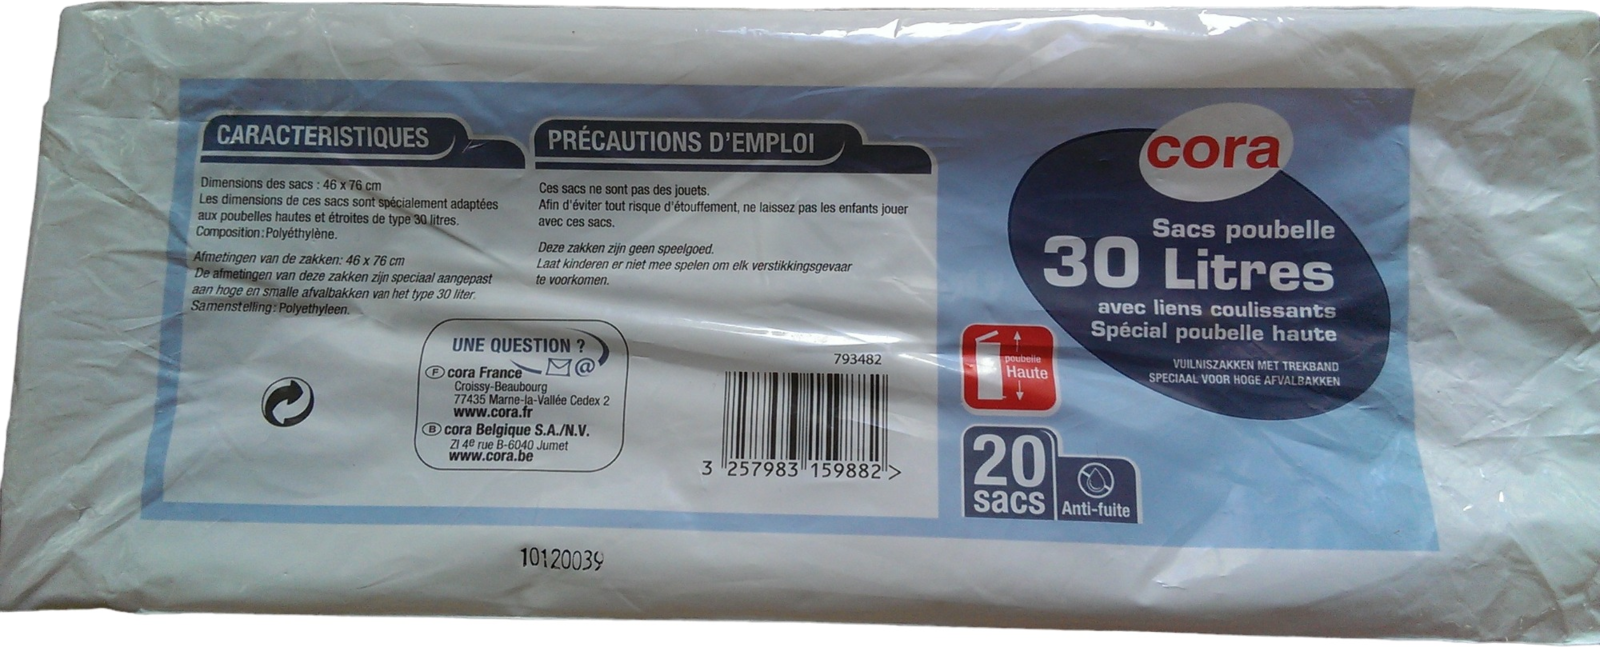 CARACTERISTIQUES
Dimensions des sacs : 46 x 76 cm
Les dimensions de ces sacs sont spécialement adaptées
aux poubelles hautes et étroites de type 30 litres.
Composition: Polyéthylène.
Afmetingen van de zakken: 46 x 76 cm
De afmetingen van deze zakken zijn speciaal aangepast
aan hoge en smalle afvalbakken van het type 30 liter.
Samenstelling: Polyethyleen.
PRÉCAUTIONS D'EMPLOI
Ces sacs ne sont pas des jouets.
Afin d'éviter tout risque d'étouffement, ne laissez pas les enfants jouer
avec ces sacs.
Deze zakken zijn geen speelgoed.
Laat kinderen er niet mee spelen om elk verstikkingsgevaar
te voorkomen.
UNE QUESTION ?
@
F cora France
Croissy-Beaubourg
77435 Marne-la-Vallée Cedex 2
www.cora.fr
B cora Belgique S.A./N.V.
ZI 4e rue B-6040 Jumet
www.cora.be
793482
3 257983 159882 >
cora
Sacs poubelle
30 Litres
avec liens coulissants
Spécial poubelle haute
VUILNISZAKKEN MET TREKBAND
SPECIAAL VOOR HOGE AFVALBAKKEN
poubelle
Haute
20
sacs
Anti-fuite
10120039